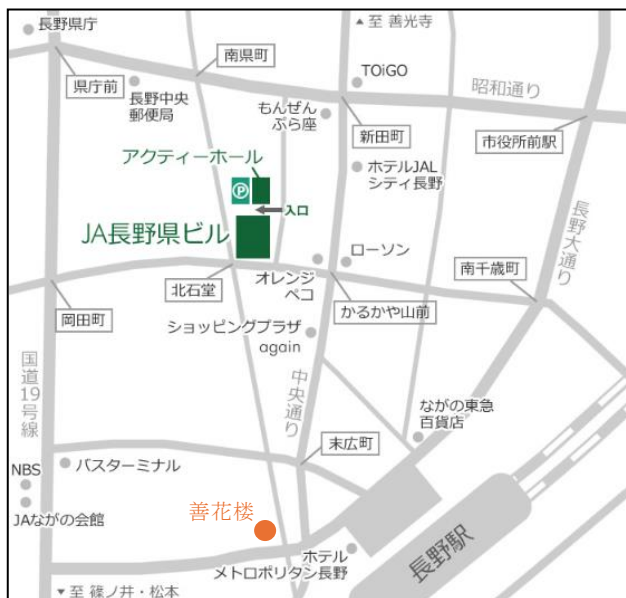 長野県庁
南県町
▲至 善光寺
TOiGO
昭和通り
県庁前
長野中央
郵便局
もんぜん
ぷら座
新田町
市役所前駅
アクティーホール
ホテルJAL
シティ長野
P
入口
JA長野県ビル
長野大通り
ローソン
オレンジ
ペコ
南千歳町
北石堂
岡田町
かるかや山前
ショッピングプラザ
again
国道19号線
中央通り
ながの東急
百貨店
末広町
NBS
バスターミナル
JAながの会館
善花楼
ホテル
メトロポリタン長野
長野駅
▼至 篠ノ井・松本